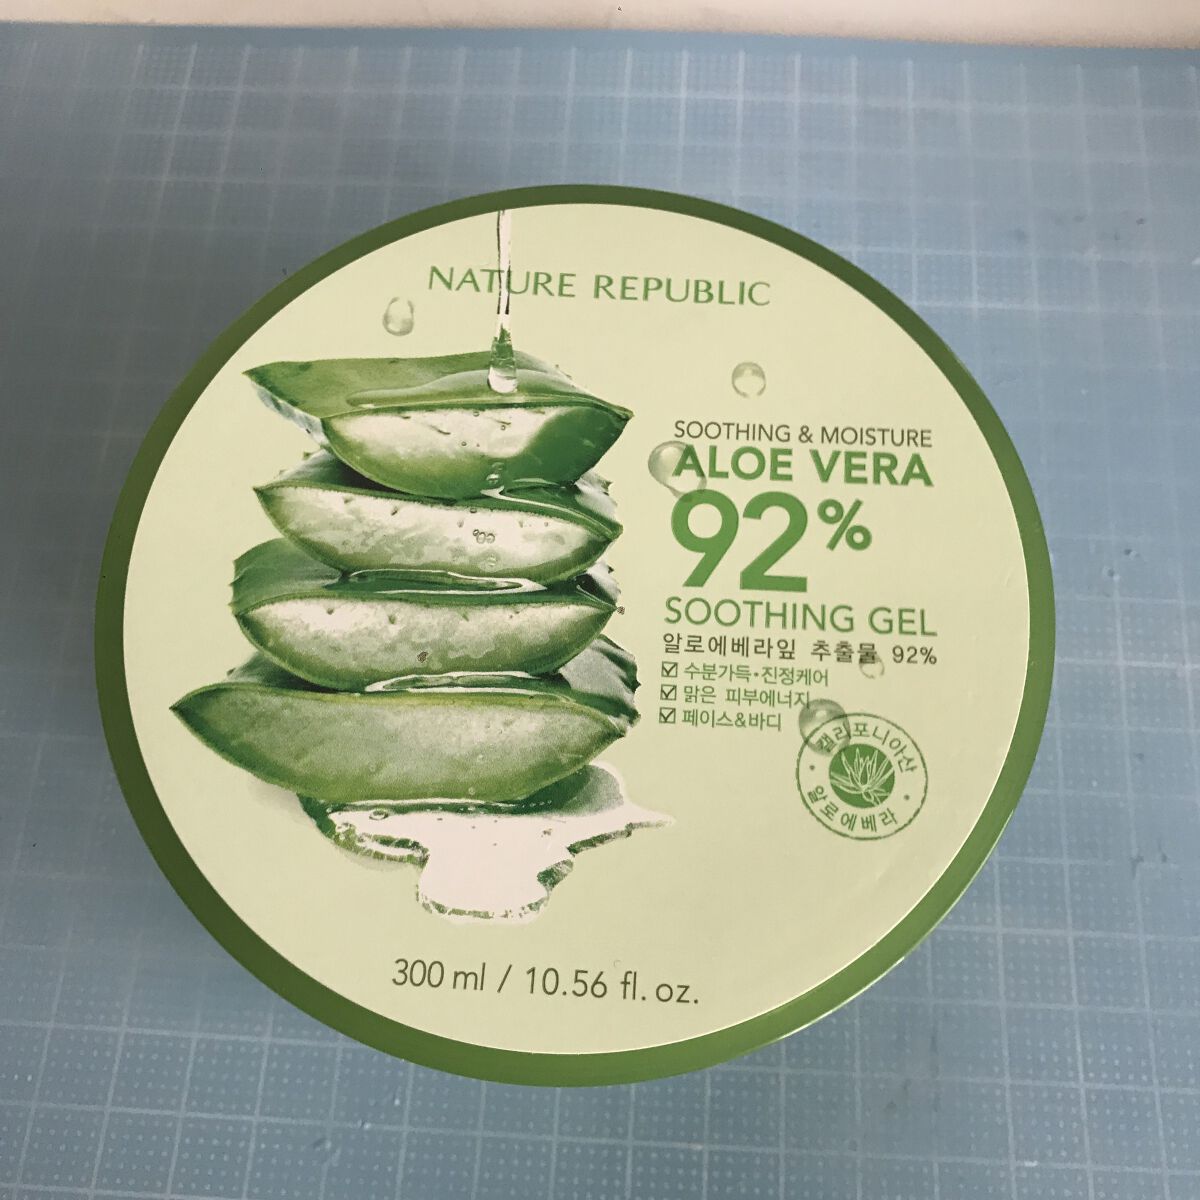 NATURE REPUBLIC
SOOTHING & MOISTURE
ALOE VERA
92%
SOOTHING GEL
알로에베라잎 추출물 92%
수분가득·진정케어
맑은 피부에너지
페이스&바디
캘리포니아산
알로에베라
300 ml / 10.56 fl. oz.